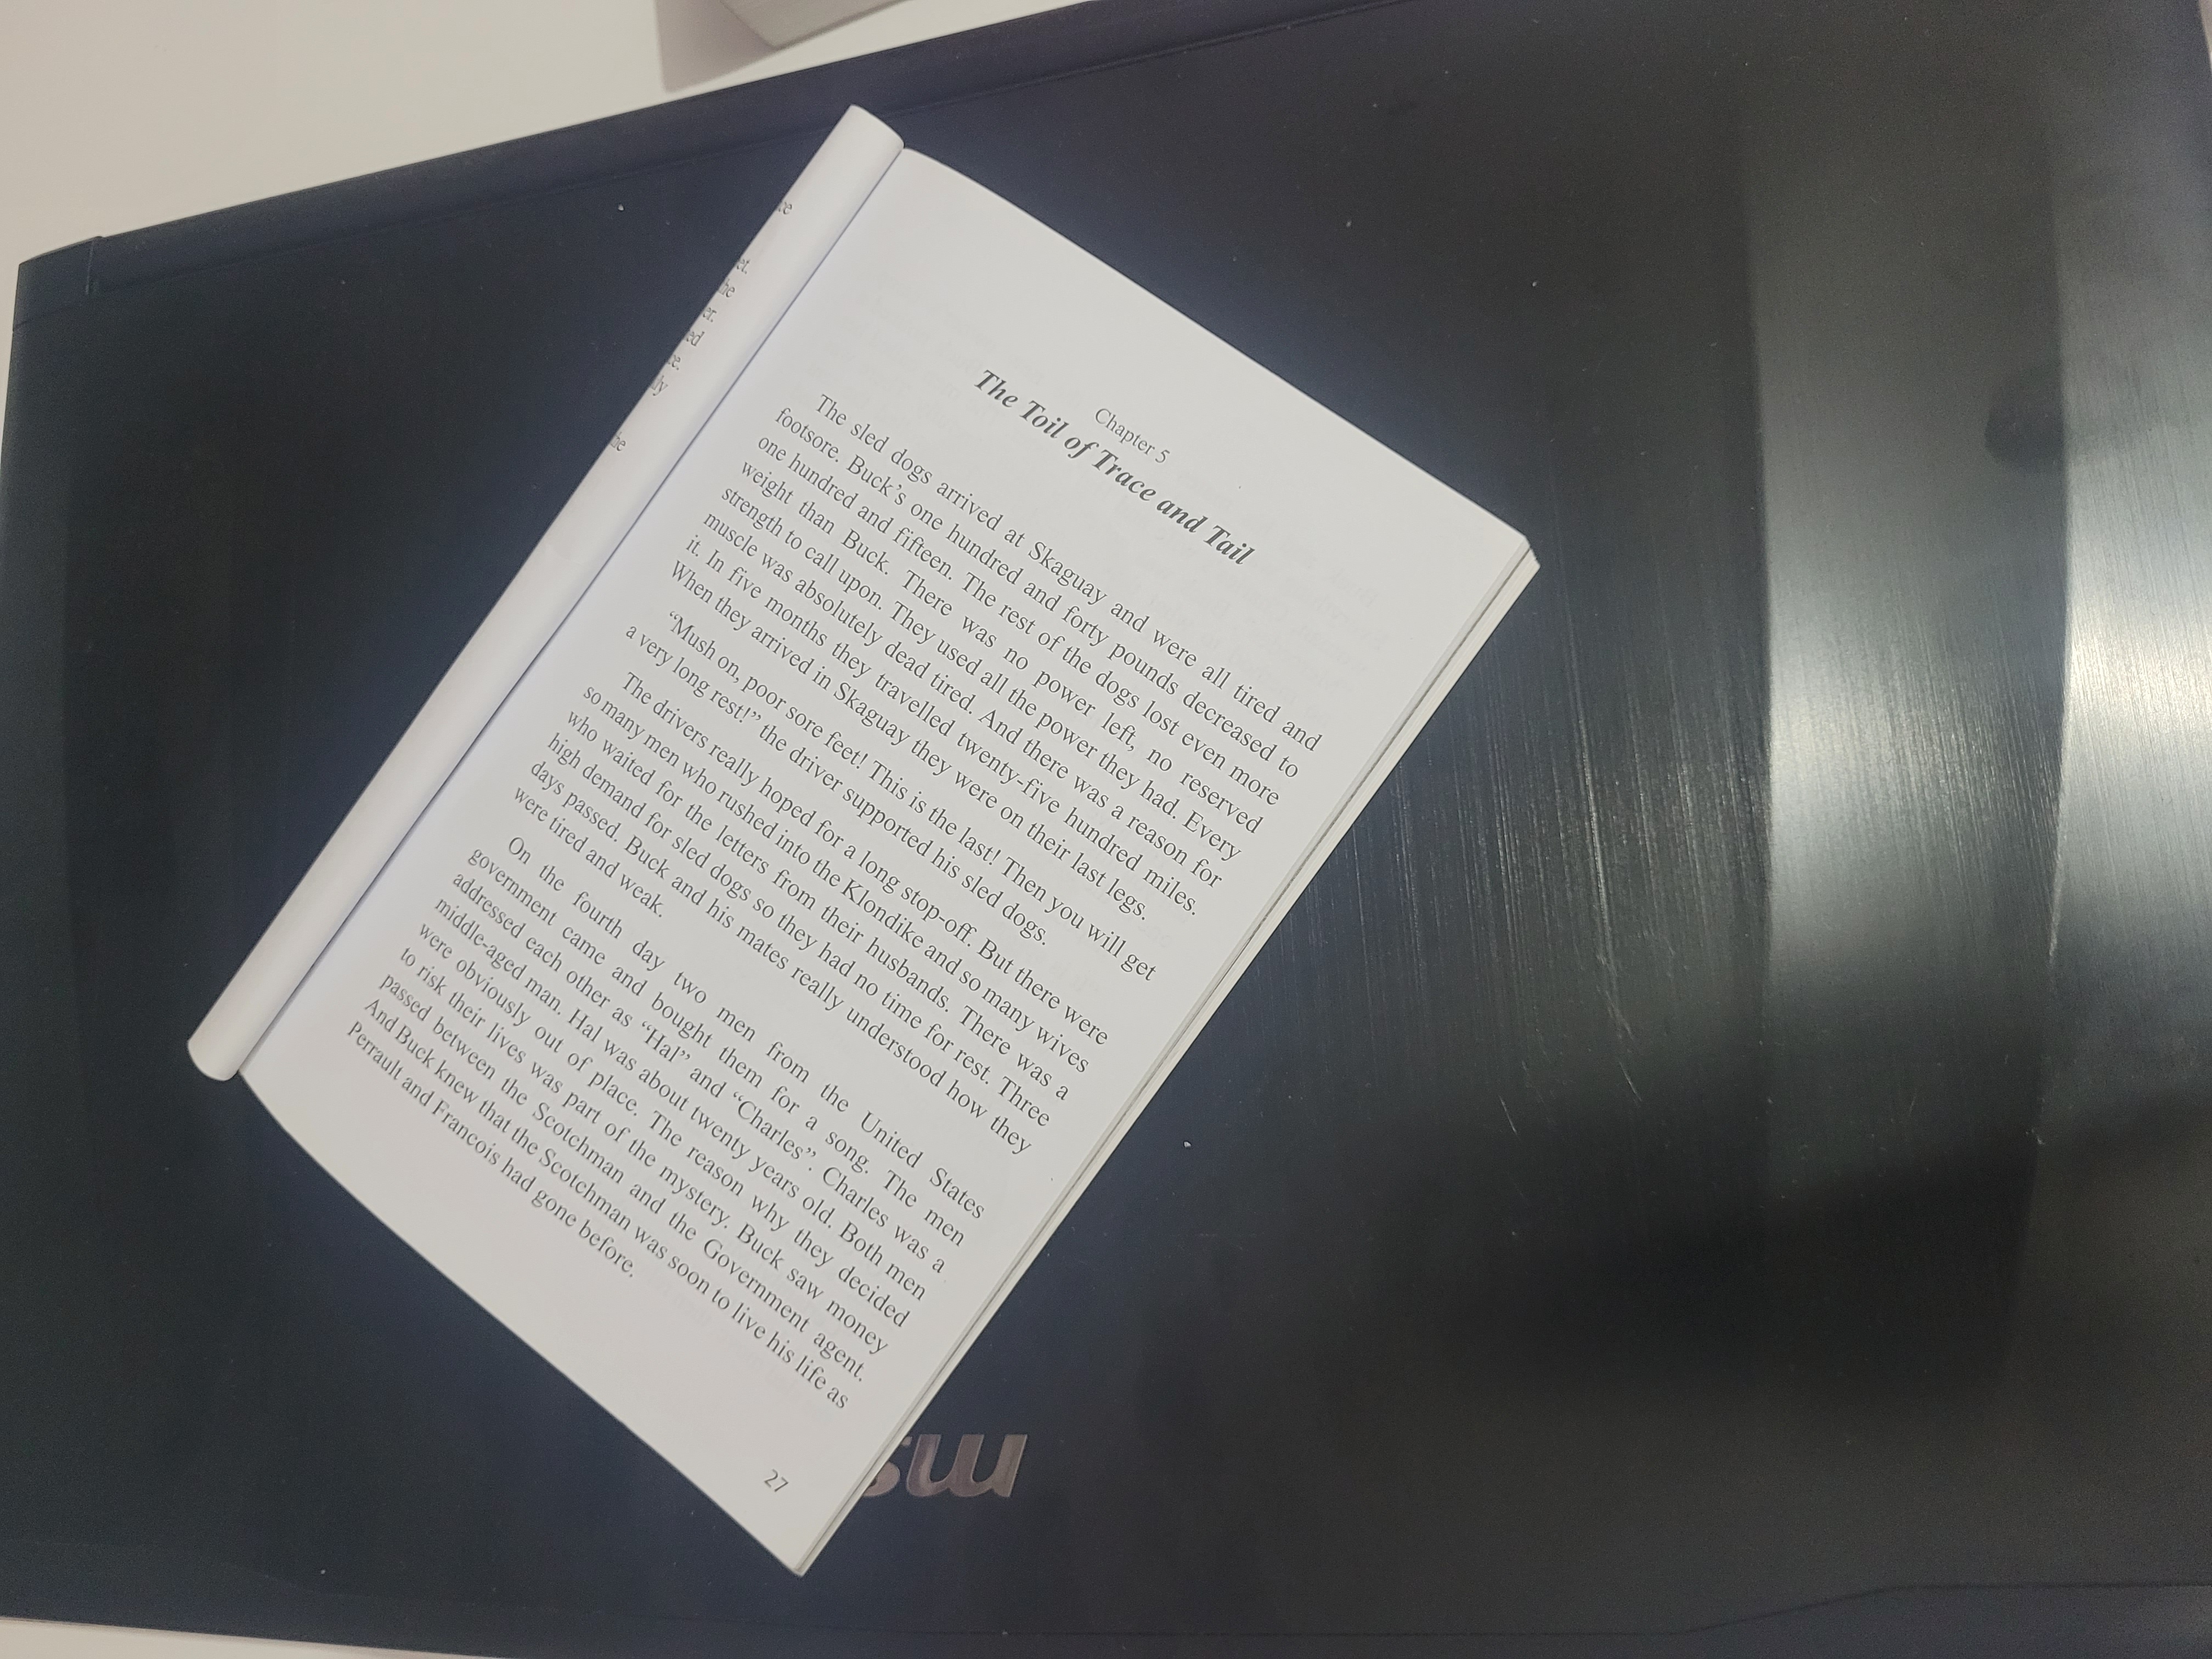 ce
et.
he
er.
ed
ce.
ly
he
Chapter 5
The Toil of Trace and Tail
The sled dogs arrived at Skaguay and were all tired and
footsore. Buck's one hundred and forty pounds decreased to
one hundred and fifteen. The rest of the dogs lost even more
weight than Buck. There was no power left, no reserved
strength to call upon. They used all the power they had. Every
muscle was absolutely dead tired. And there was a reason for
it. In five months they travelled twenty-five hundred miles.
When they arrived in Skaguay they were on their last legs.
“Mush on, poor sore feet! This is the last! Then you will get
a very long rest!” the driver supported his sled dogs.
The drivers really hoped for a long stop-off. But there were
so many men who rushed into the Klondike and so many wives
who waited for the letters from their husbands. There was a
high demand for sled dogs so they had no time for rest. Three
days passed. Buck and his mates really understood how they
were tired and weak.
On the fourth day two men from the United States
government came and bought them for a song. The men
addressed each other as “Hal” and “Charles”. Charles was a
middle-aged man. Hal was about twenty years old. Both men
were obviously out of place. The reason why they decided
to risk their lives was part of the mystery. Buck saw money
passed between the Scotchman and the Government agent.
And Buck knew that the Scotchman was soon to live his life as
Perrault and Francois had gone before.
27
ms